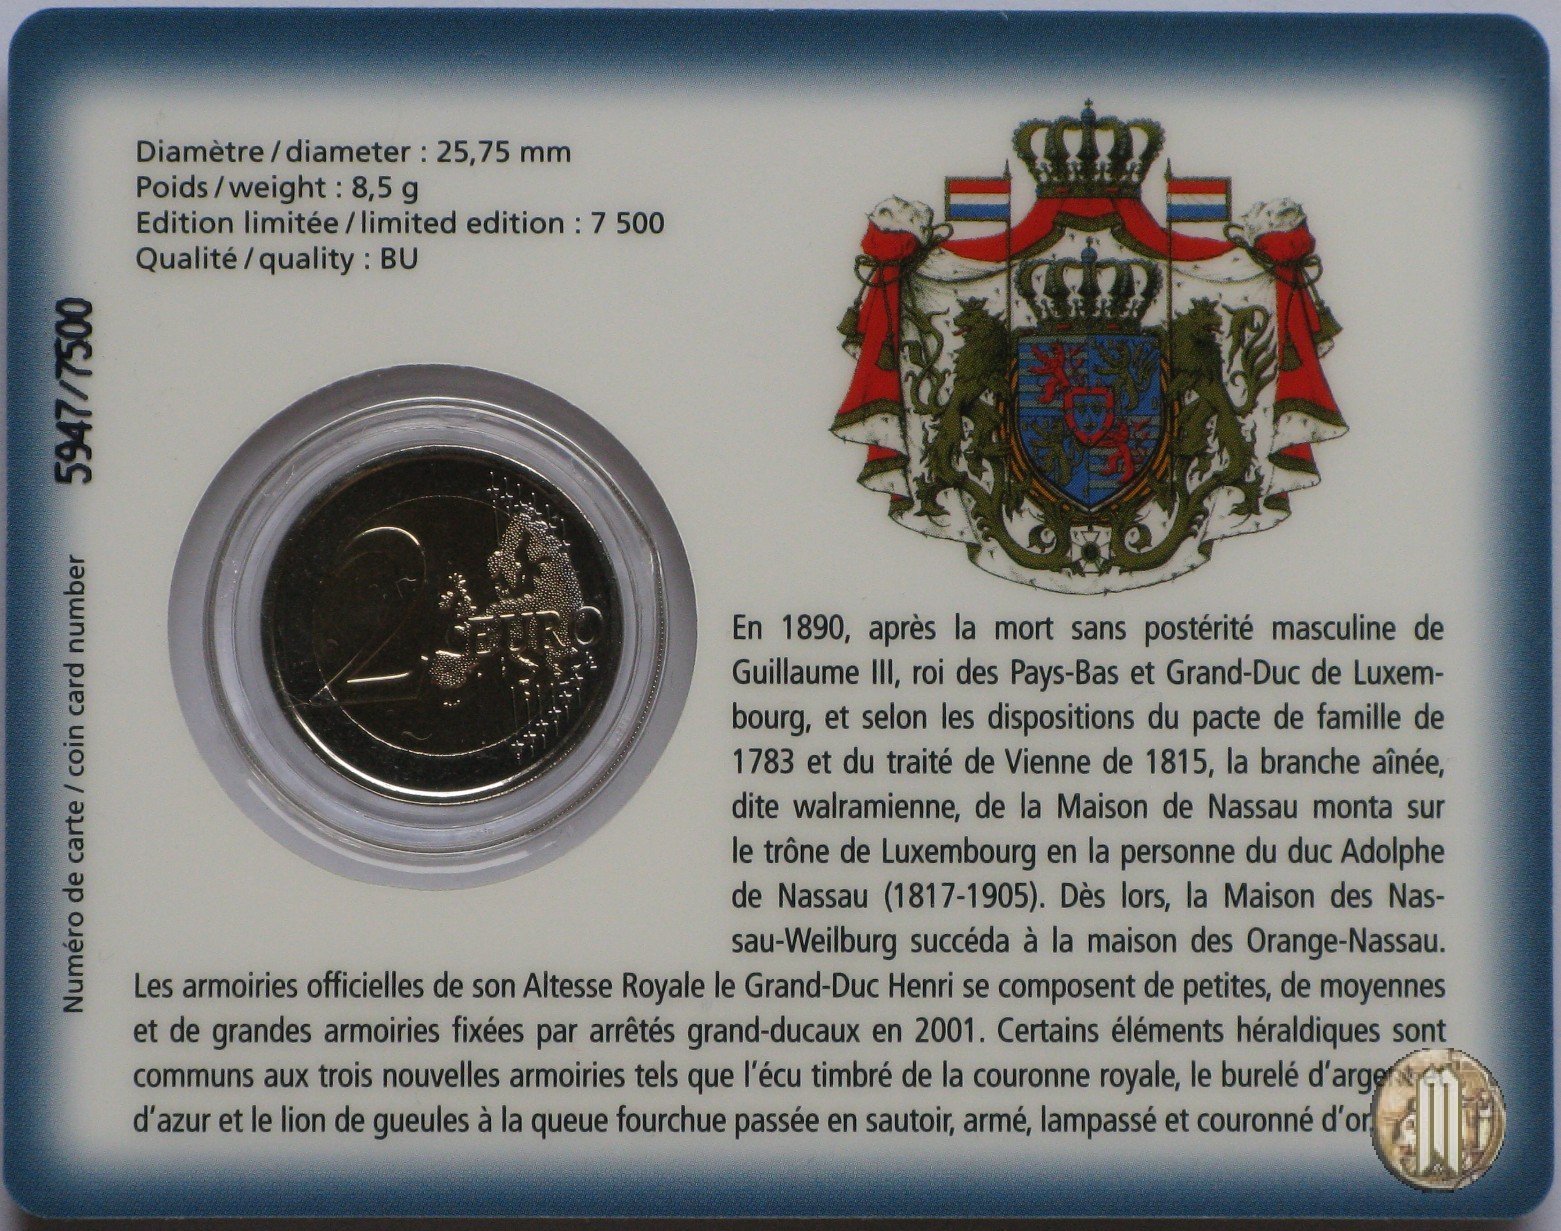 Diamètre / diameter : 25,75 mm
Poids / weight : 8,5 g
Edition limitée / limited edition : 7 500
Qualité / quality : BU
Numéro de carte / coin card number 5947/7500
2 EURO
En 1890, après la mort sans postérité masculine de
Guillaume III, roi des Pays-Bas et Grand-Duc de Luxem-
bourg, et selon les dispositions du pacte de famille de
1783 et du traité de Vienne de 1815, la branche aînée,
dite walramienne, de la Maison de Nassau monta sur
le trône de Luxembourg en la personne du duc Adolphe
de Nassau (1817-1905). Dès lors, la Maison des Nas-
sau-Weilburg succéda à la maison des Orange-Nassau.
Les armoiries officielles de son Altesse Royale le Grand-Duc Henri se composent de petites, de moyennes
et de grandes armoiries fixées par arrêtés grand-ducaux en 2001. Certains éléments héraldiques sont
communs aux trois nouvelles armoiries tels que l'écu timbré de la couronne royale, le burelé
d'azur et le lion de gueules à la queue fourchue passée en sautoir, armé, lampassé et couronné d'or